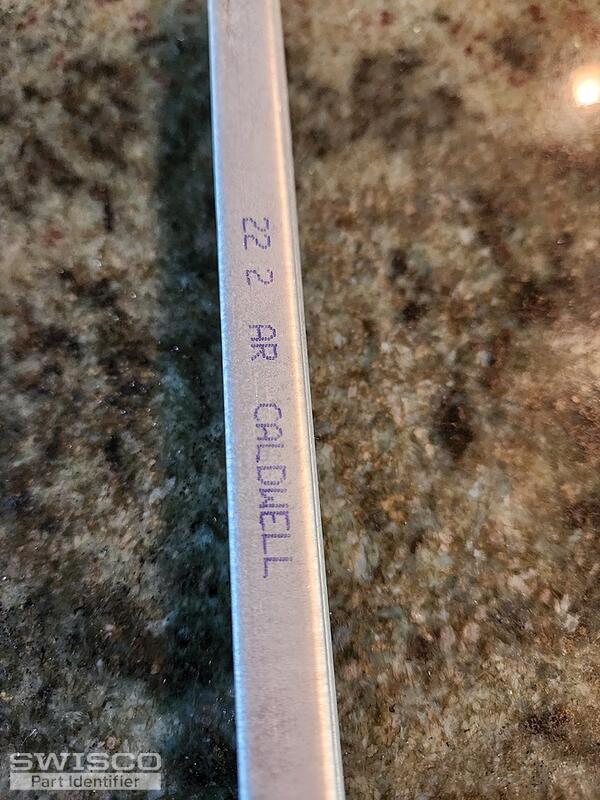 22 2 AR CALDWELL
SWISCO
Part Identifier